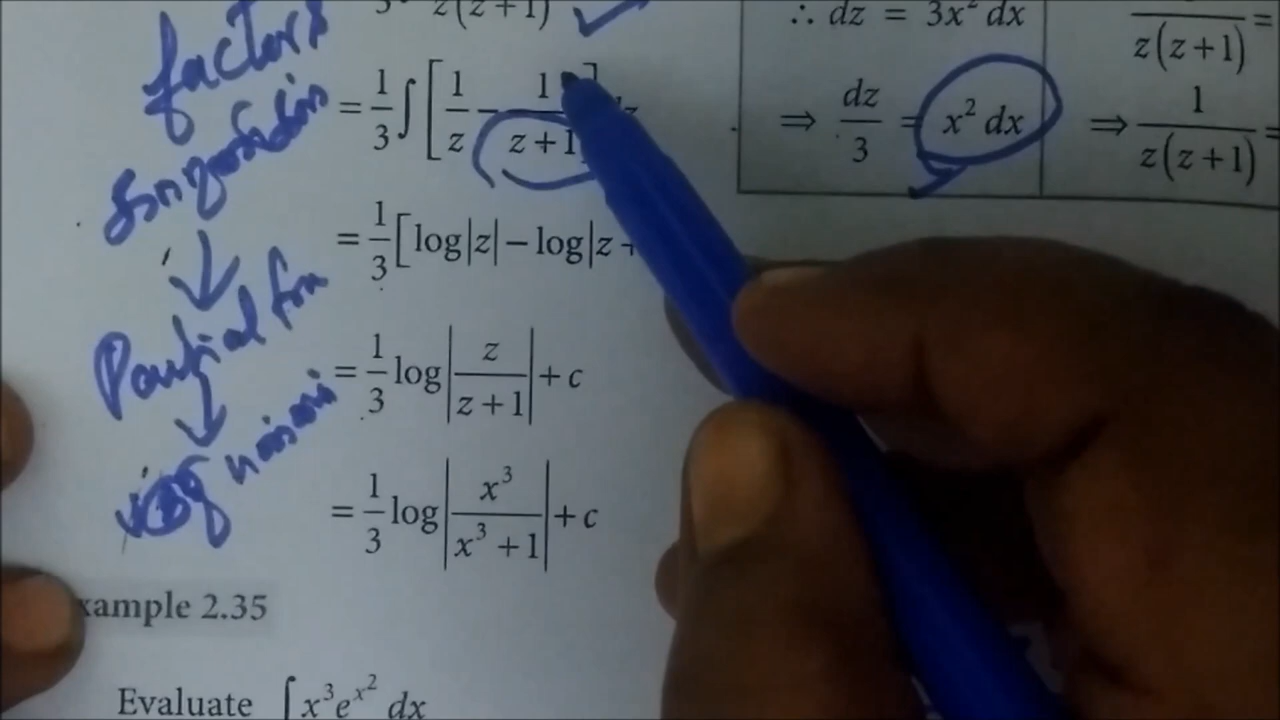 z(z+1)
= 1/3 ∫ [ 1/z − 1/(z+1) ] dz
= 1/3 [ log|z| − log|z +
= 1/3 log| z/(z+1) | + c
= 1/3 log| x³/(x³ +1) | + c
xample 2.35
Evaluate ∫ x³e^(x²) dx
∴ dz = 3x² dx
⇒ dz/3 = x² dx
z(z+1) =
⇒ 1/(z(z+1)) =
factors
Partial